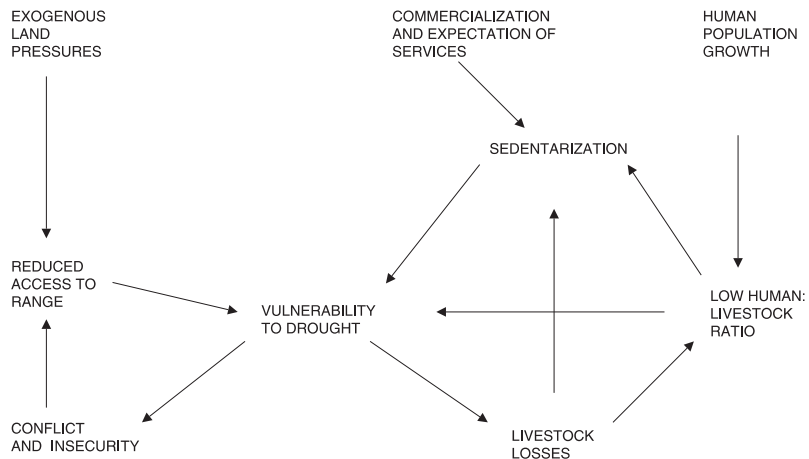 EXOGENOUS
LAND
PRESSURES
COMMERCIALIZATION
AND EXPECTATION OF
SERVICES
HUMAN
POPULATION
GROWTH
SEDENTARIZATION
REDUCED
ACCESS TO
RANGE
VULNERABILITY
TO DROUGHT
LOW HUMAN:
LIVESTOCK
RATIO
CONFLICT
AND INSECURITY
LIVESTOCK
LOSSES